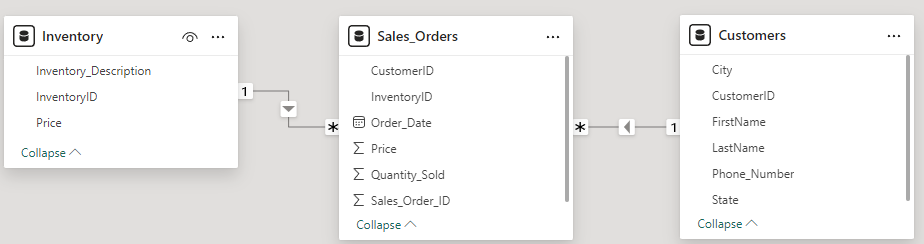 Inventory
Inventory_Description
InventoryID
Price
Collapse
1
*
Sales_Orders
CustomerID
InventoryID
Order_Date
Σ Price
Σ Quantity_Sold
Σ Sales_Order_ID
Collapse
*
1
Customers
City
CustomerID
FirstName
LastName
Phone_Number
State
Collapse